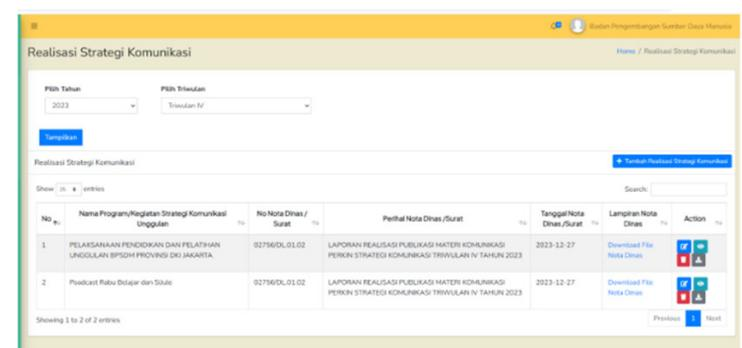 Badan Pengembangan Sumber Daya Manusia
Realisasi Strategi Komunikasi
Home / Realisasi Strategi Komunikasi
Pilih Tahun
Pilih Triwulan
2023
Triwulan IV
Tampilkan
Realisasi Strategi Komunikasi
+ Tambah Realisasi Strategi Komunikasi
Show entries
Search:
No
Nama Program/Kegiatan Strategi Komunikasi
Unggulan
No Nota Dinas /
Surat
Perihal Nota Dinas /Surat
Tanggal Nota
Dinas /Surat
Lampiran Nota
Dinas
Action
1
PELAKSANAAN PENDIDIKAN DAN PELATIHAN
UNGGULAN BPSDM PROVINSI DKI JAKARTA
02756/DL.01.02
LAPORAN REALISASI PUBLIKASI MATERI KOMUNIKASI
PERKIN STRATEGI KOMUNIKASI TRIWULAN IV TAHUN 2023
2023-12-27
Download File
Nota Dinas
2
Poedcast Rabu Belajar dan
02756/DL.01.02
LAPORAN REALISASI PUBLIKASI MATERI KOMUNIKASI
PERKIN STRATEGI KOMUNIKASI TRIWULAN IV TAHUN 2023
2023-12-27
Download File
Nota Dinas
Showing 1 to 2 of 2 entries
Previous 1 Next